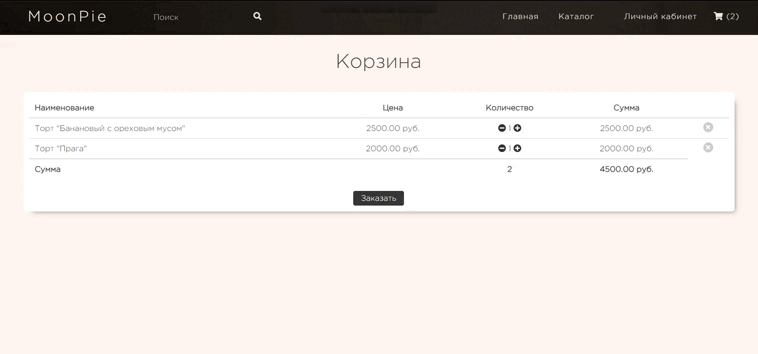 MoonPie Поиск Главная Каталог Личный кабинет (2)
Корзина
Наименование Цена Количество Сумма
Торт "Банановый с ореховым мусом" 2500.00 руб. 1 2500.00 руб.
Торт "Прага" 2000.00 руб. 1 2000.00 руб.
Сумма 2 4500.00 руб.
Заказать